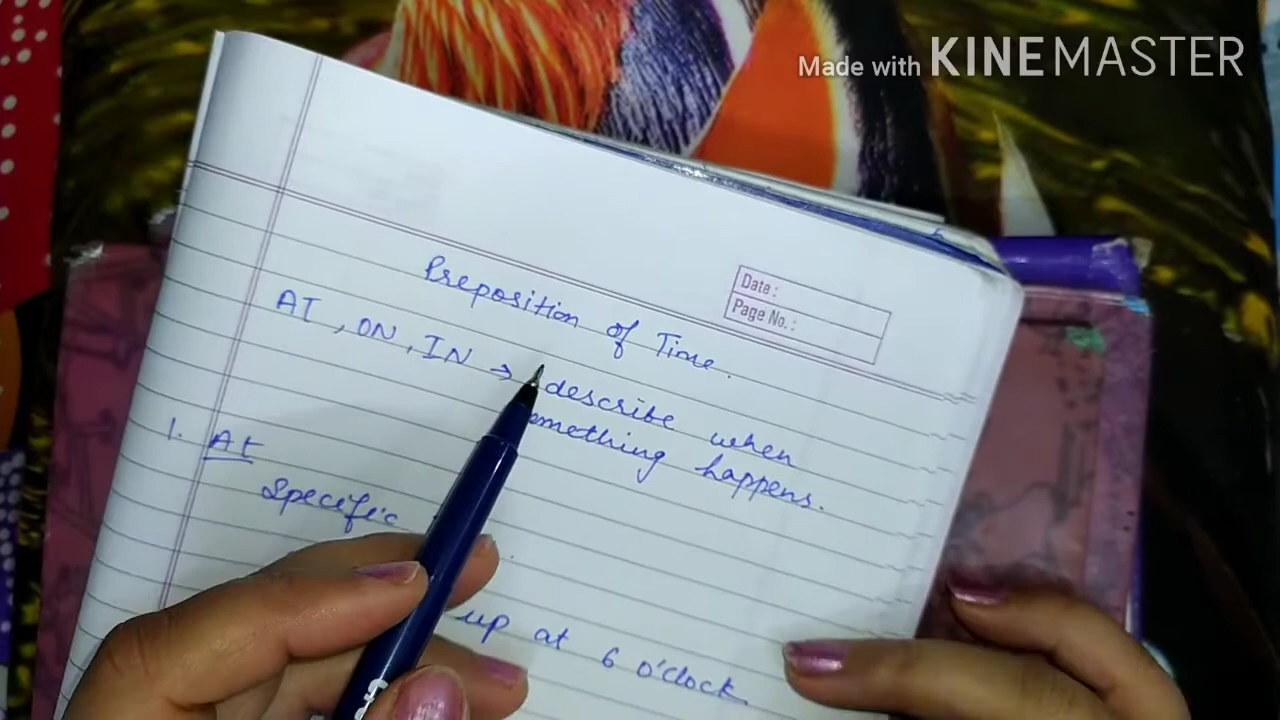 Made with KINEMASTER
Date :
Page No. :
Preposition of Time.
AT, ON, IN → describe when
something happens.
1. At
Specific
up at 6 O'clock